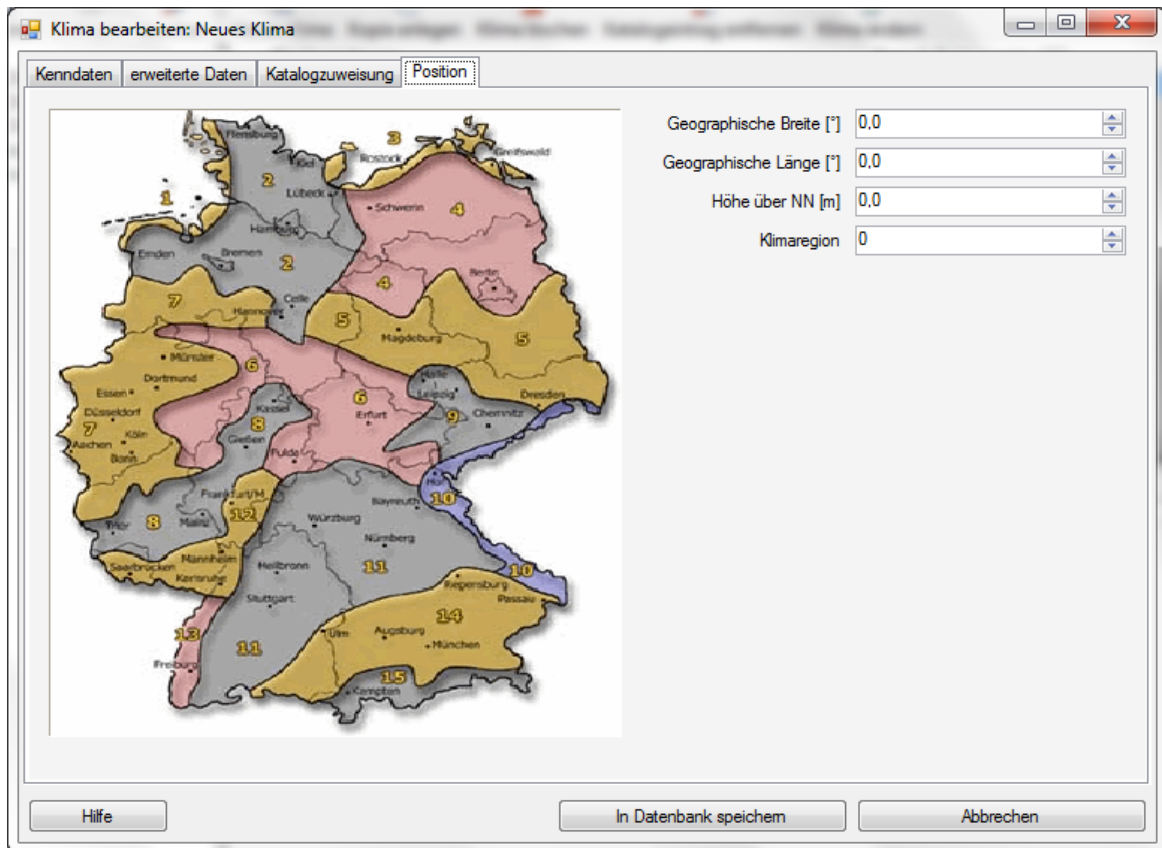 Klima bearbeiten: Neues Klima
Kenndaten erweiterte Daten Katalogzuweisung Position
Geographische Breite [°] 0,0
Geographische Länge [°] 0,0
Höhe über NN [m] 0,0
Klimaregion 0
Flensburg
3
Greifswald
Rostock
Kiel
2
1
Lübeck
Schwerin
4
Hamburg
Emden
Bremen
2
Berlin
4
7
Celle
Hannover
5
Magdeburg
5
Münster
6
Dortmund
Halle
Essen
6
Leipzig
Dresden
Kassel
Düsseldorf
Erfurt
9
Chemnitz
7
8
Köln
Gießen
Aachen
Bonn
Fulda
Hof
Frankfurt/M.
10
Bayreuth
12
Trier
8
Mainz
Würzburg
Nürnberg
Mannheim
Saarbrücken
Heilbronn
11
10
Karlsruhe
Regensburg
Stuttgart
Passau
14
13
Ulm
Augsburg
München
11
Freiburg
15
Kempten
Hilfe In Datenbank speichern Abbrechen